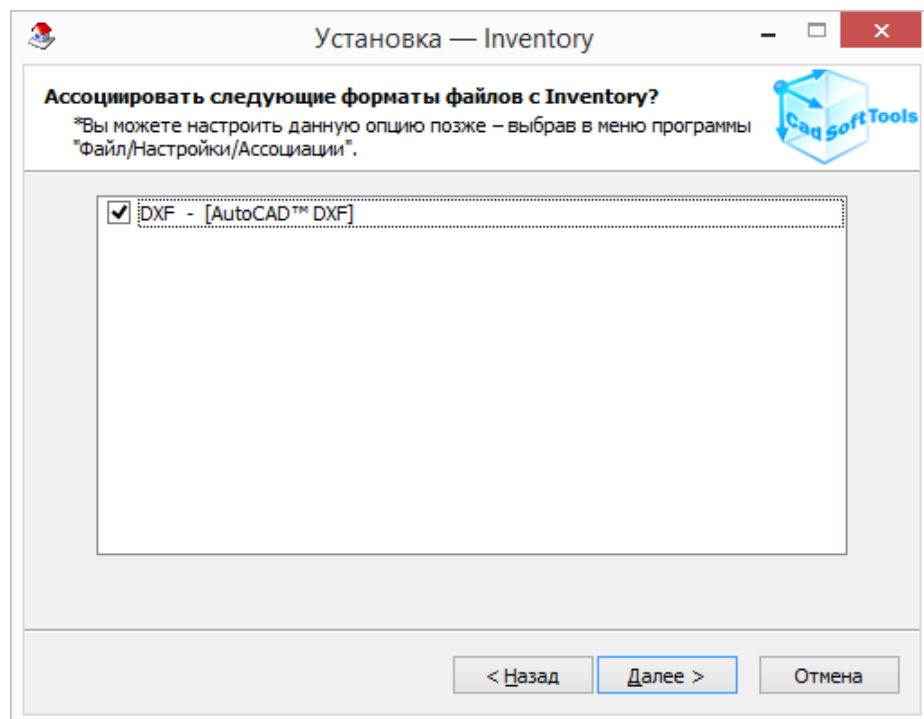 Установка — Inventory
Ассоциировать следующие форматы файлов с Inventory?
*Вы можете настроить данную опцию позже – выбрав в меню программы
"Файл/Настройки/Ассоциации".
Cad Soft Tools
DXF - [AutoCAD™ DXF]
< Назад
Далее >
Отмена